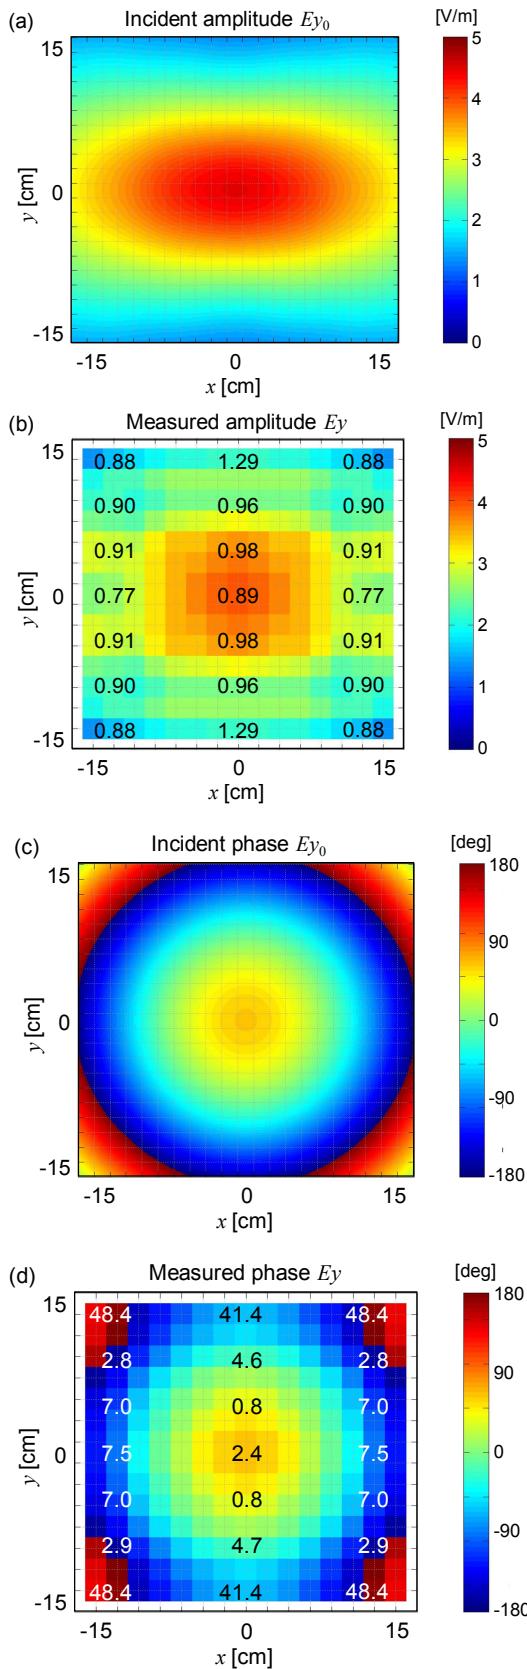 (a) Incident amplitude Ey₀ [V/m]
15 5
4
y [cm] 0 3
2
1
-15 0
-15 0 15
x [cm]
(b) Measured amplitude Ey [V/m]
15 0.88 1.29 0.88 5
0.90 0.96 0.90 4
0.91 0.98 0.91 3
y [cm] 0 0.77 0.89 0.77
0.91 0.98 0.91 2
0.90 0.96 0.90 1
-15 0.88 1.29 0.88 0
-15 0 15
x [cm]
(c) Incident phase Ey₀ [deg]
15 180
90
y [cm] 0 0
-90
-15 -180
-15 0 15
x [cm]
(d) Measured phase Ey [deg]
15 48.4 41.4 48.4 180
2.8 4.6 2.8 90
7.0 0.8 7.0
y [cm] 0 7.5 2.4 7.5 0
7.0 0.8 7.0
2.9 4.7 2.9 -90
-15 48.4 41.4 48.4 -180
-15 0 15
x [cm]